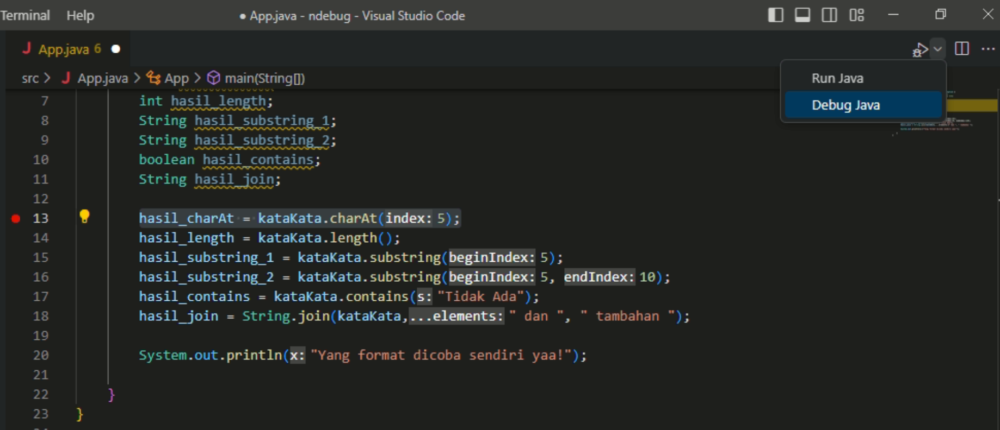 Terminal Help ● App.java - ndebug - Visual Studio Code
J App.java 6 ●
src > J App.java > App > main(String[])
Run Java
Debug Java
7 int hasil_length;
8 String hasil_substring_1;
9 String hasil_substring_2;
10 boolean hasil_contains;
11 String hasil_join;
12
13 hasil_charAt = kataKata.charAt(index: 5);
14 hasil_length = kataKata.length();
15 hasil_substring_1 = kataKata.substring(beginIndex: 5);
16 hasil_substring_2 = kataKata.substring(beginIndex: 5, endIndex: 10);
17 hasil_contains = kataKata.contains(s: "Tidak Ada");
18 hasil_join = String.join(kataKata,...elements: " dan ", " tambahan ");
19
20 System.out.println(x: "Yang format dicoba sendiri yaa!");
21
22 }
23 }